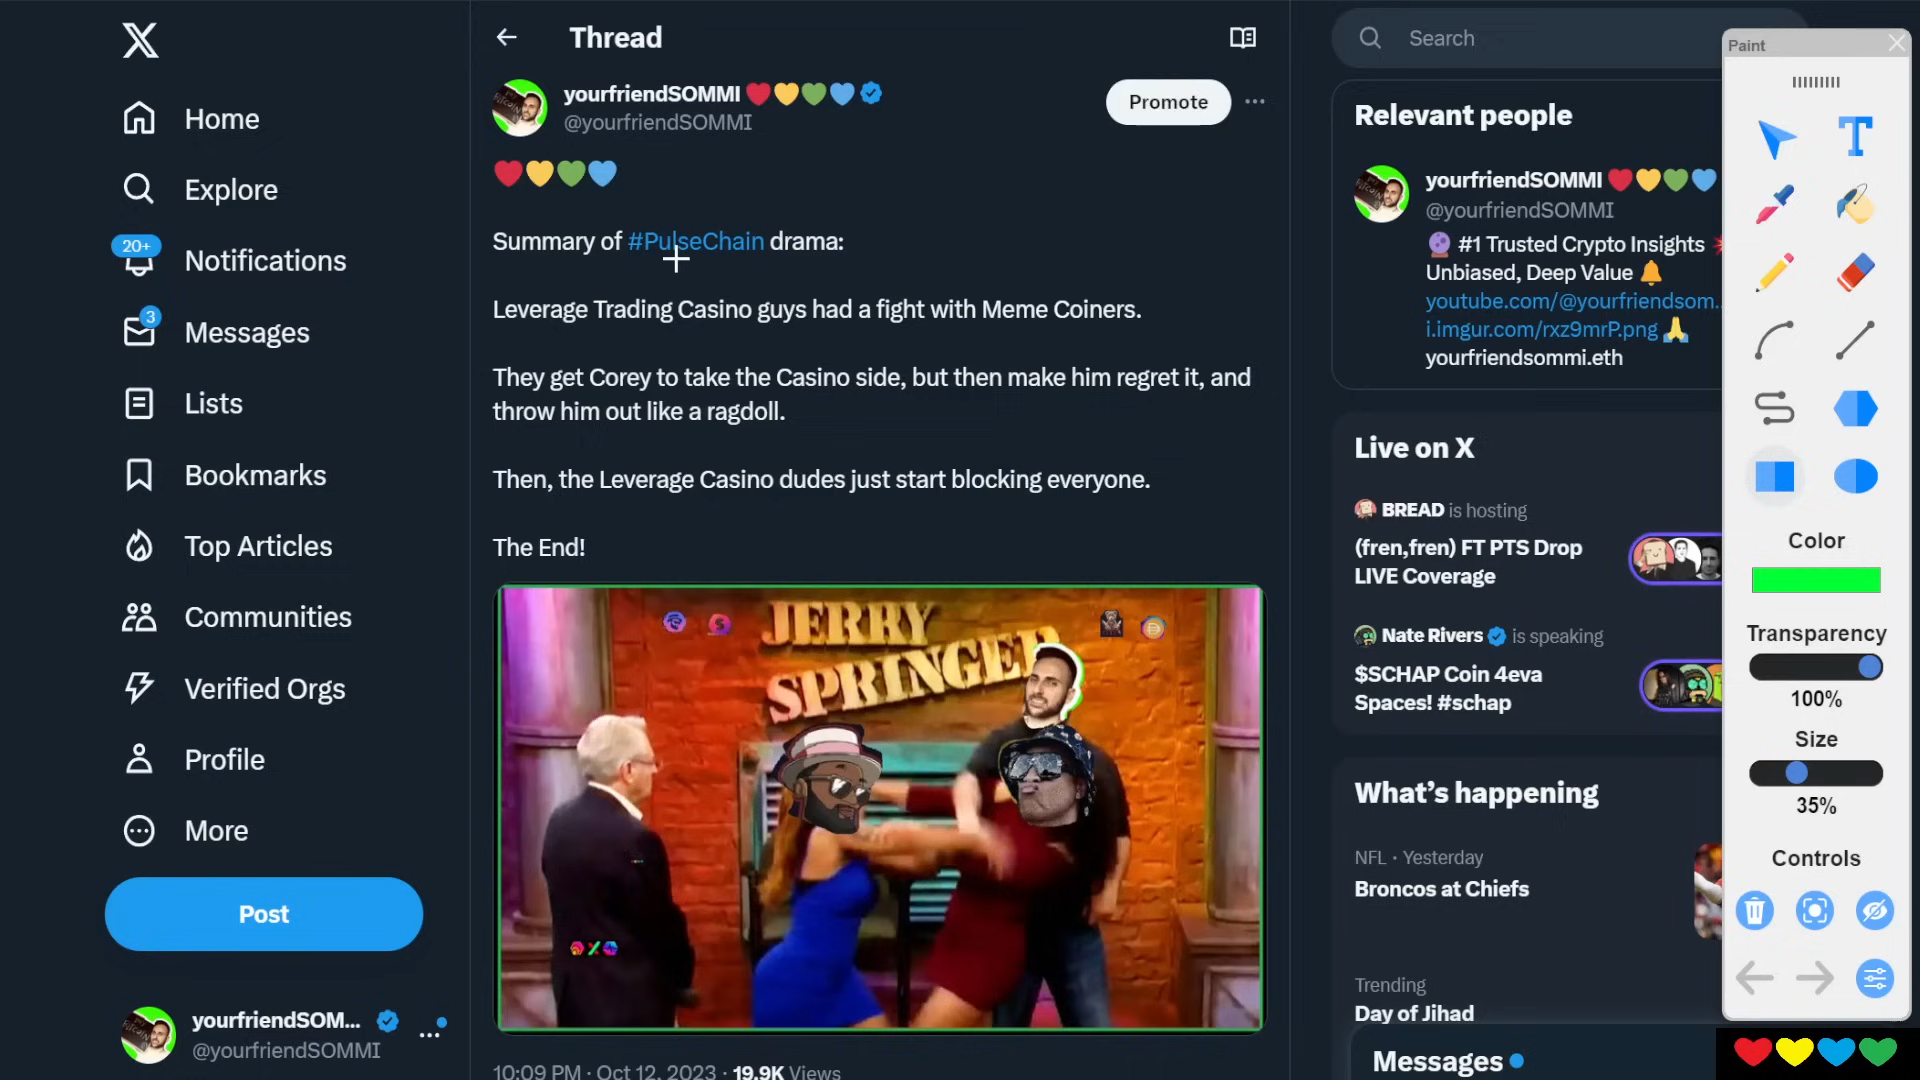 Home
Explore
20+
Notifications
3
Messages
Lists
Bookmarks
Top Articles
Communities
Verified Orgs
Profile
More
Post
yourfriendSOM...
@yourfriendSOMMI
Thread
yourfriendSOMMI
@yourfriendSOMMI
Promote
Summary of #PulseChain drama:
Leverage Trading Casino guys had a fight with Meme Coiners.
They get Corey to take the Casino side, but then make him regret it, and
throw him out like a ragdoll.
Then, the Leverage Casino dudes just start blocking everyone.
The End!
JERRY
SPRINGER
10:09 PM · Oct 12, 2023 · 19.9K Views
Search
Relevant people
yourfriendSOMMI
@yourfriendSOMMI
#1 Trusted Crypto Insights
Unbiased, Deep Value
youtube.com/@yourfriendsom...
i.imgur.com/rxz9mrP.png
yourfriendsommi.eth
Live on X
BREAD is hosting
(fren,fren) FT PTS Drop
LIVE Coverage
Nate Rivers is speaking
$SCHAP Coin 4eva
Spaces! #schap
What's happening
NFL · Yesterday
Broncos at Chiefs
Trending
Day of Jihad
Messages
Paint
T
Color
Transparency
100%
Size
35%
Controls